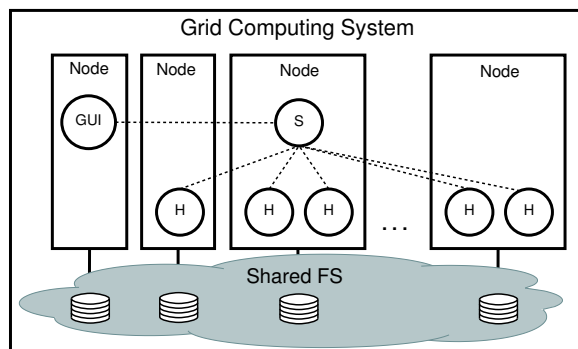 Grid Computing System
Node Node Node Node
GUI S
H H H H H
...
Shared FS